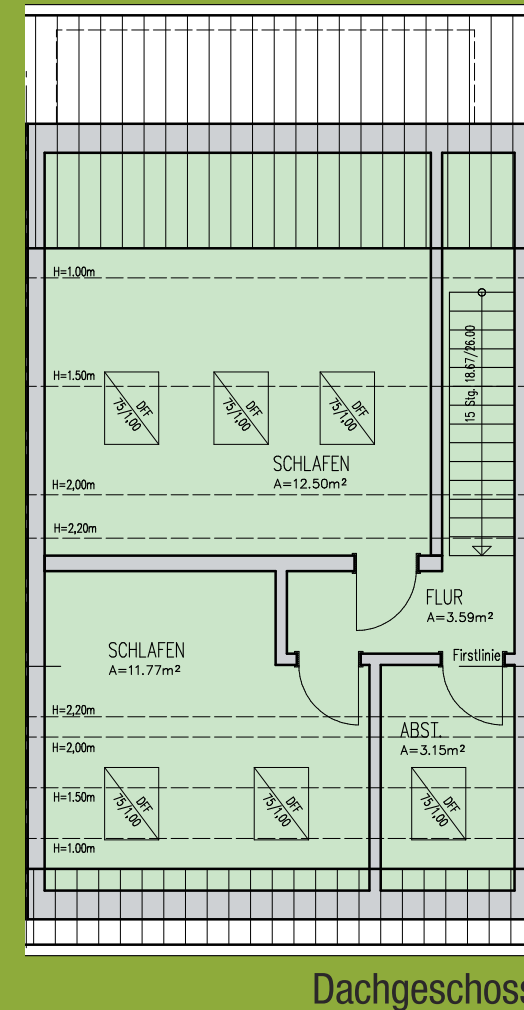 H=1.00m
H=1.50m
15 Stg. 18.67/26.00
DFF
75/1,00
DFF
75/1,00
DFF
75/1,00
SCHLAFEN
A=12.50m²
H=2,00m
H=2,20m
FLUR
A=3.59m²
SCHLAFEN
A=11.77m²
Firstlinie
H=2,20m
ABST.
A=3.15m²
H=2.00m
H=1.50m
DFF
75/1,00
DFF
75/1,00
DFF
75/1,00
H=1.00m
Dachgeschoss